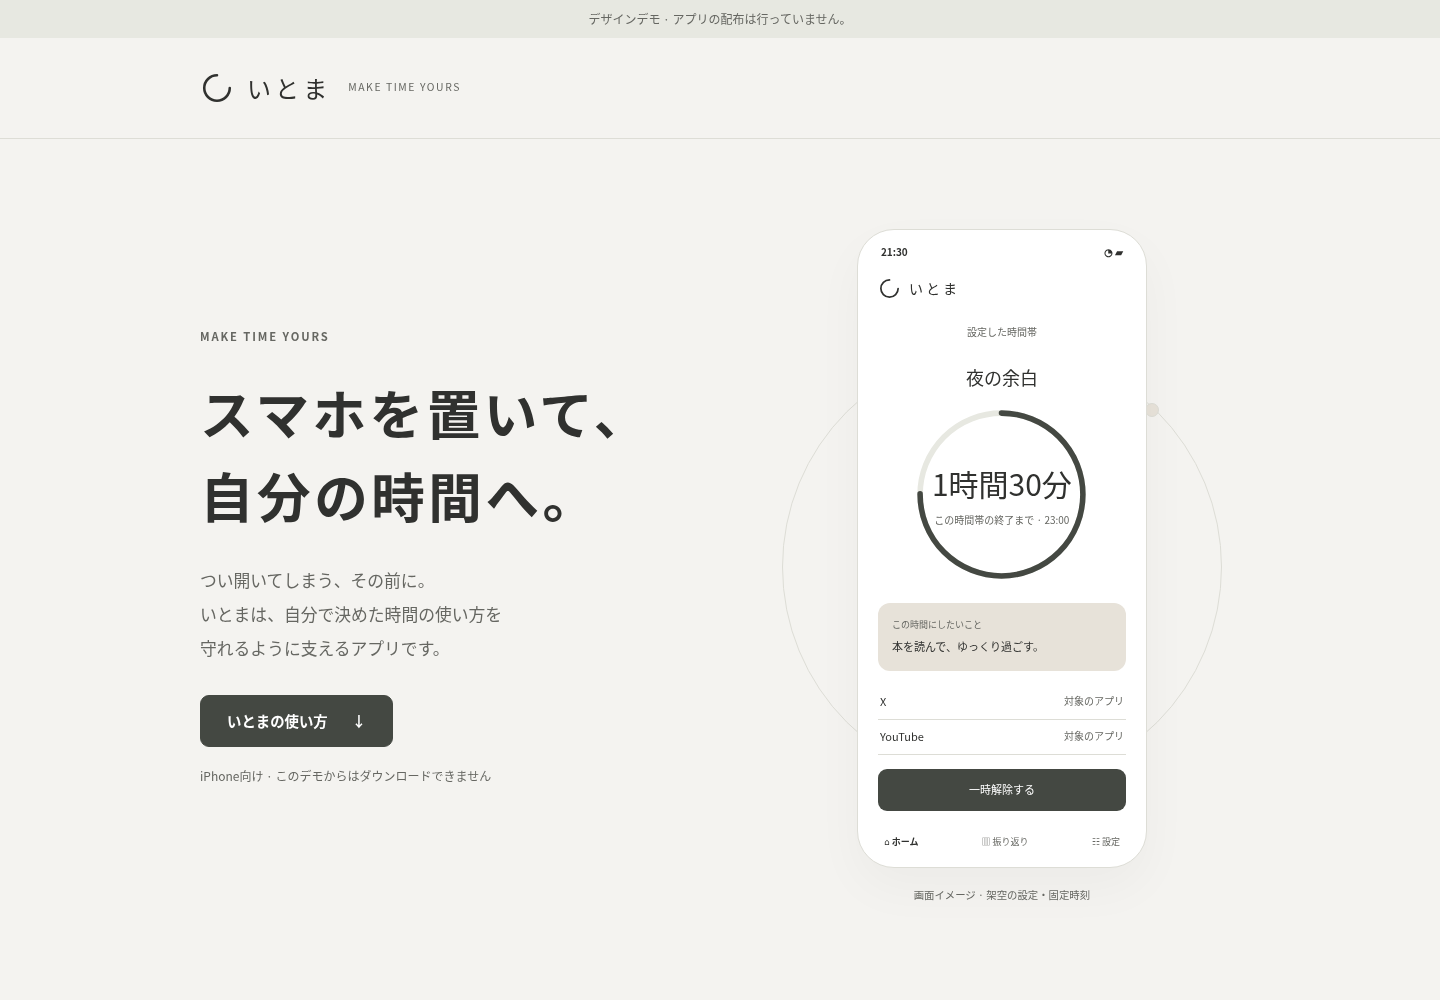 デザインデモ · アプリの配布は行っていません。
いとま MAKE TIME YOURS
MAKE TIME YOURS
スマホを置いて、
自分の時間へ。
つい開いてしまう、その前に。
いとまは、自分で決めた時間の使い方を
守れるように支えるアプリです。
いとまの使い方 ↓
iPhone向け · このデモからはダウンロードできません
21:30
いとま
設定した時間帯
夜の余白
1時間30分
この時間帯の終了まで · 23:00
この時間にしたいこと
本を読んで、ゆっくり過ごす。
X 対象のアプリ
YouTube 対象のアプリ
一時解除する
ホーム 振り返り 設定
画面イメージ · 架空の設定・固定時刻